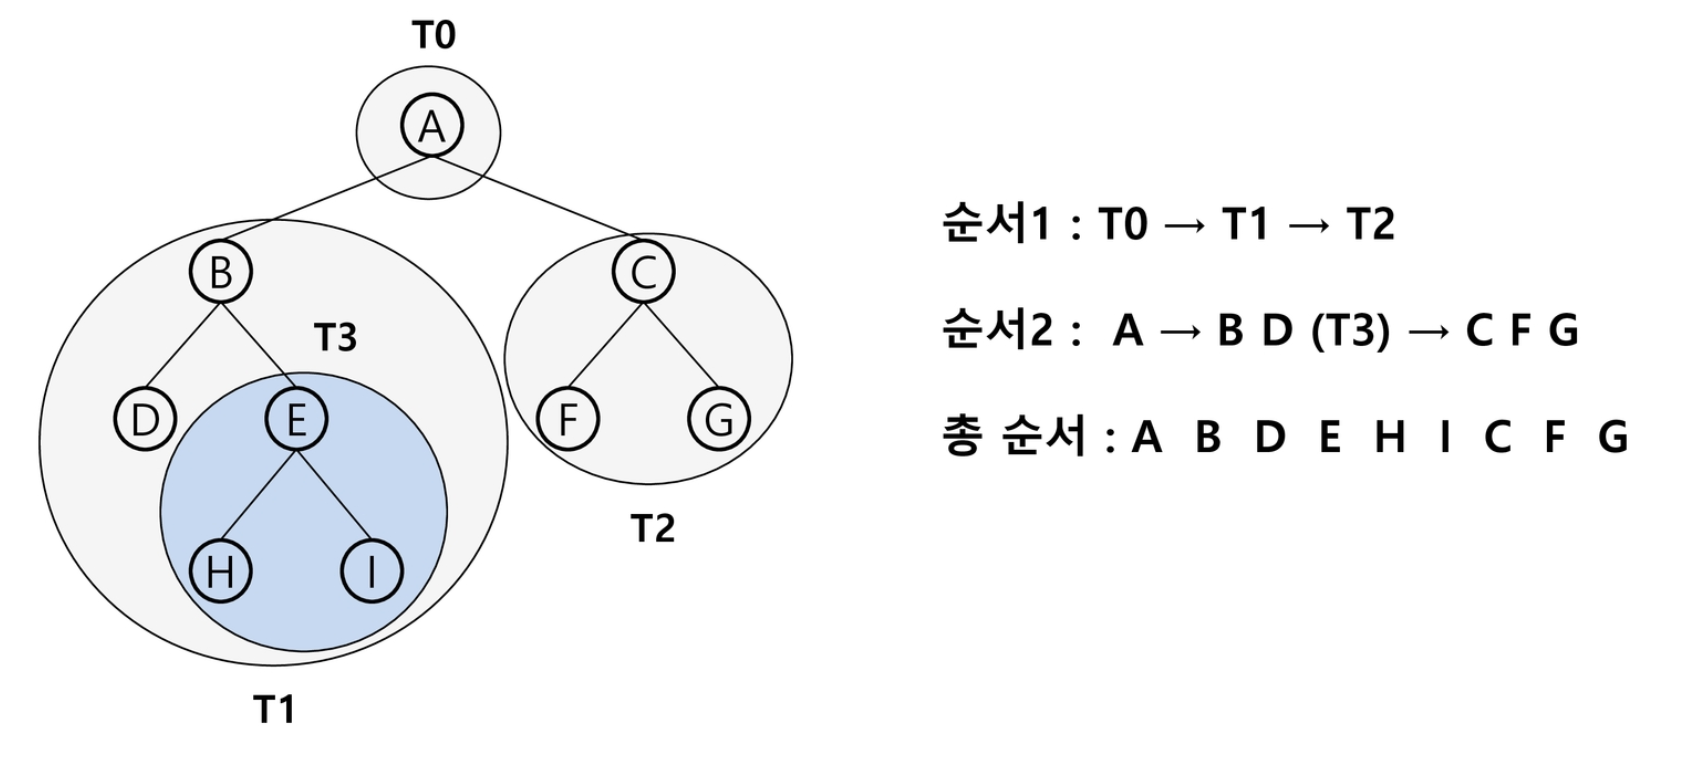 T0
A
B
C
T3
D
E
F
G
H
I
T2
T1
순서1 : T0 → T1 → T2
순서2 : A → B D (T3) → C F G
총 순서 : A B D E H I C F G